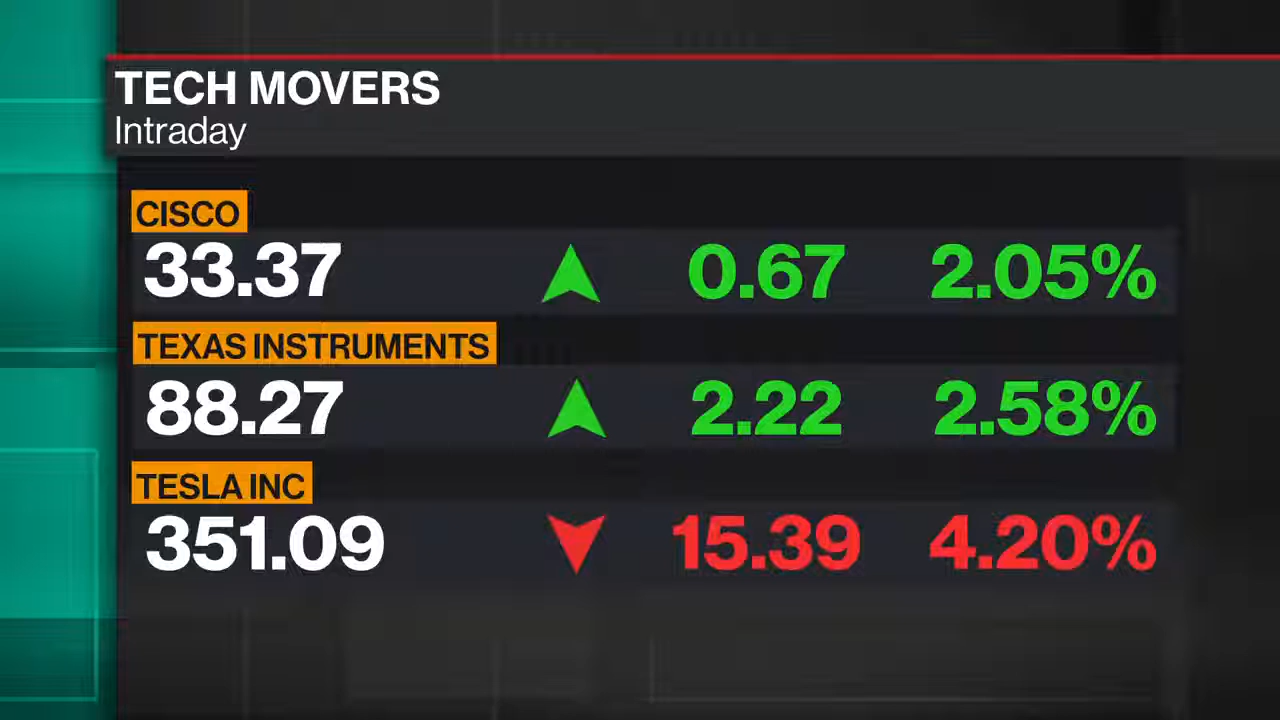 TECH MOVERS
Intraday
CISCO
33.37 0.67 2.05%
TEXAS INSTRUMENTS
88.27 2.22 2.58%
TESLA INC
351.09 15.39 4.20%